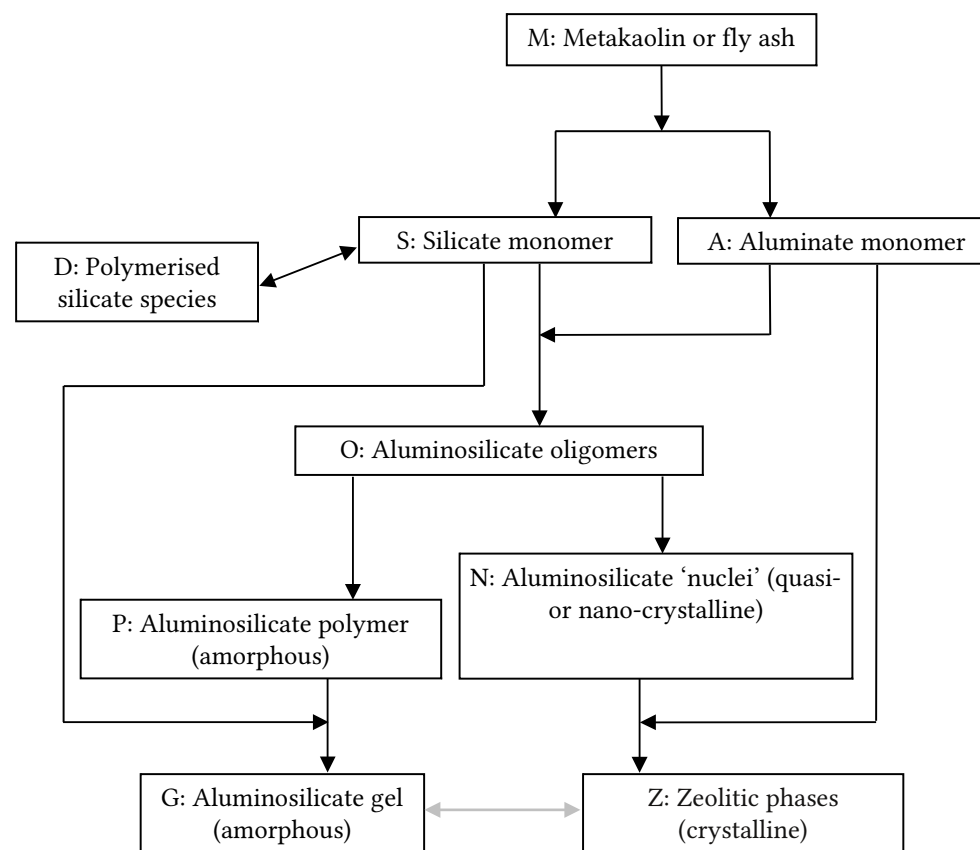 M: Metakaolin or fly ash
S: Silicate monomer
A: Aluminate monomer
D: Polymerised
silicate species
O: Aluminosilicate oligomers
N: Aluminosilicate ‘nuclei’ (quasi-
or nano-crystalline)
P: Aluminosilicate polymer
(amorphous)
G: Aluminosilicate gel
(amorphous)
Z: Zeolitic phases
(crystalline)